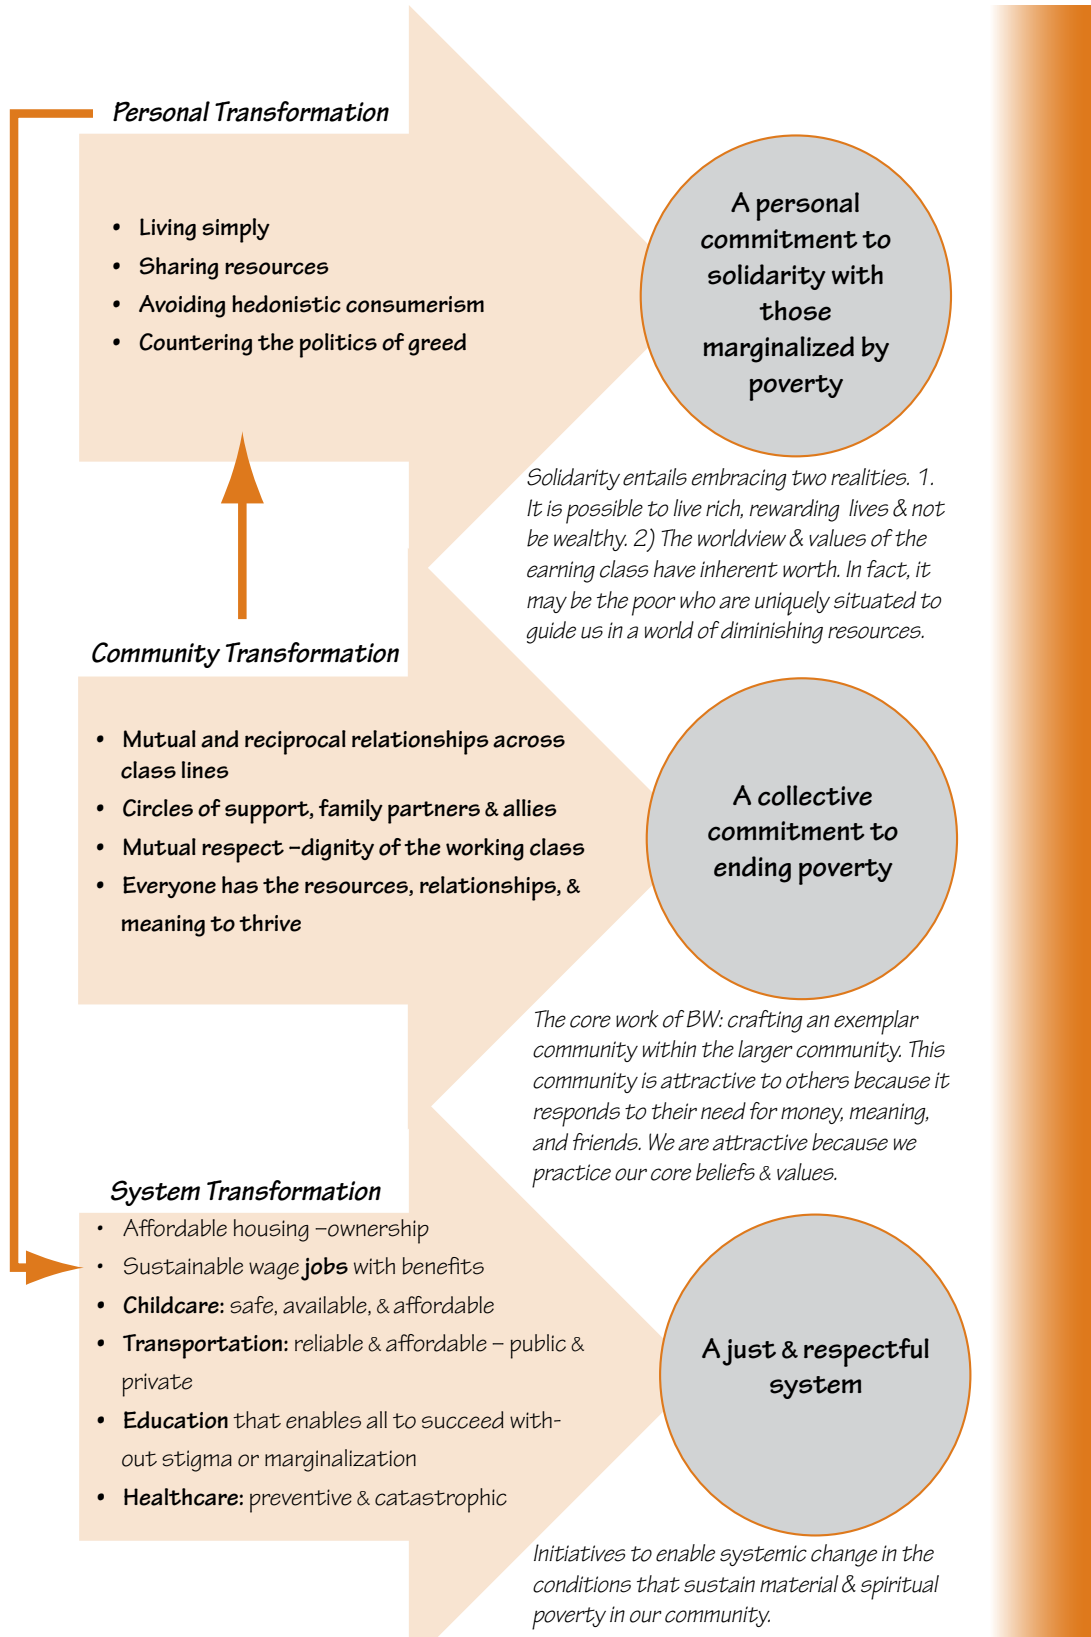 Personal Transformation
• Living simply
• Sharing resources
• Avoiding hedonistic consumerism
• Countering the politics of greed
A personal
commitment to
solidarity with
those
marginalized by
poverty
Solidarity entails embracing two realities. 1.
It is possible to live rich, rewarding lives & not
be wealthy. 2) The worldview & values of the
earning class have inherent worth. In fact, it
may be the poor who are uniquely situated to
guide us in a world of diminishing resources.
Community Transformation
• Mutual and reciprocal relationships across
class lines
• Circles of support, family partners & allies
• Mutual respect –dignity of the working class
• Everyone has the resources, relationships, &
meaning to thrive
A collective
commitment to
ending poverty
The core work of BW: crafting an exemplar
community within the larger community. This
community is attractive to others because it
responds to their need for money, meaning,
and friends. We are attractive because we
practice our core beliefs & values.
System Transformation
• Affordable housing –ownership
• Sustainable wage jobs with benefits
• Childcare: safe, available, & affordable
• Transportation: reliable & affordable – public &
private
• Education that enables all to succeed with-
out stigma or marginalization
• Healthcare: preventive & catastrophic
A just & respectful
system
Initiatives to enable systemic change in the
conditions that sustain material & spiritual
poverty in our community.